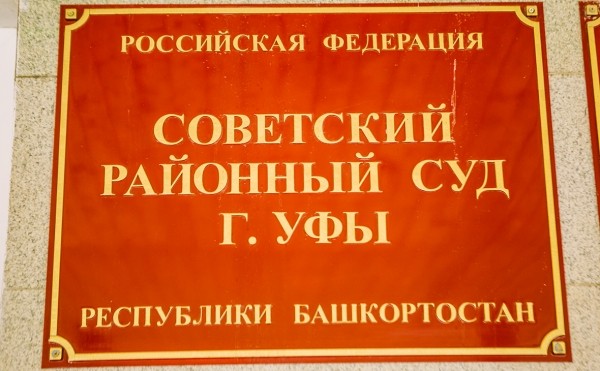 РОССИЙСКАЯ ФЕДЕРАЦИЯ
СОВЕТСКИЙ
РАЙОННЫЙ СУД
Г. УФЫ
РЕСПУБЛИКИ БАШКОРТОСТАН